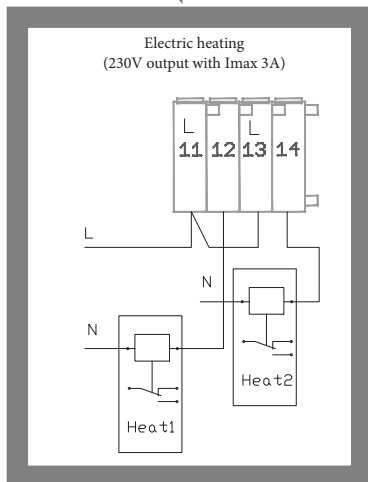 Electric heating
(230V output with Imax 3A)
L L
11 12 13 14
L
N
N
Heat2
Heat1